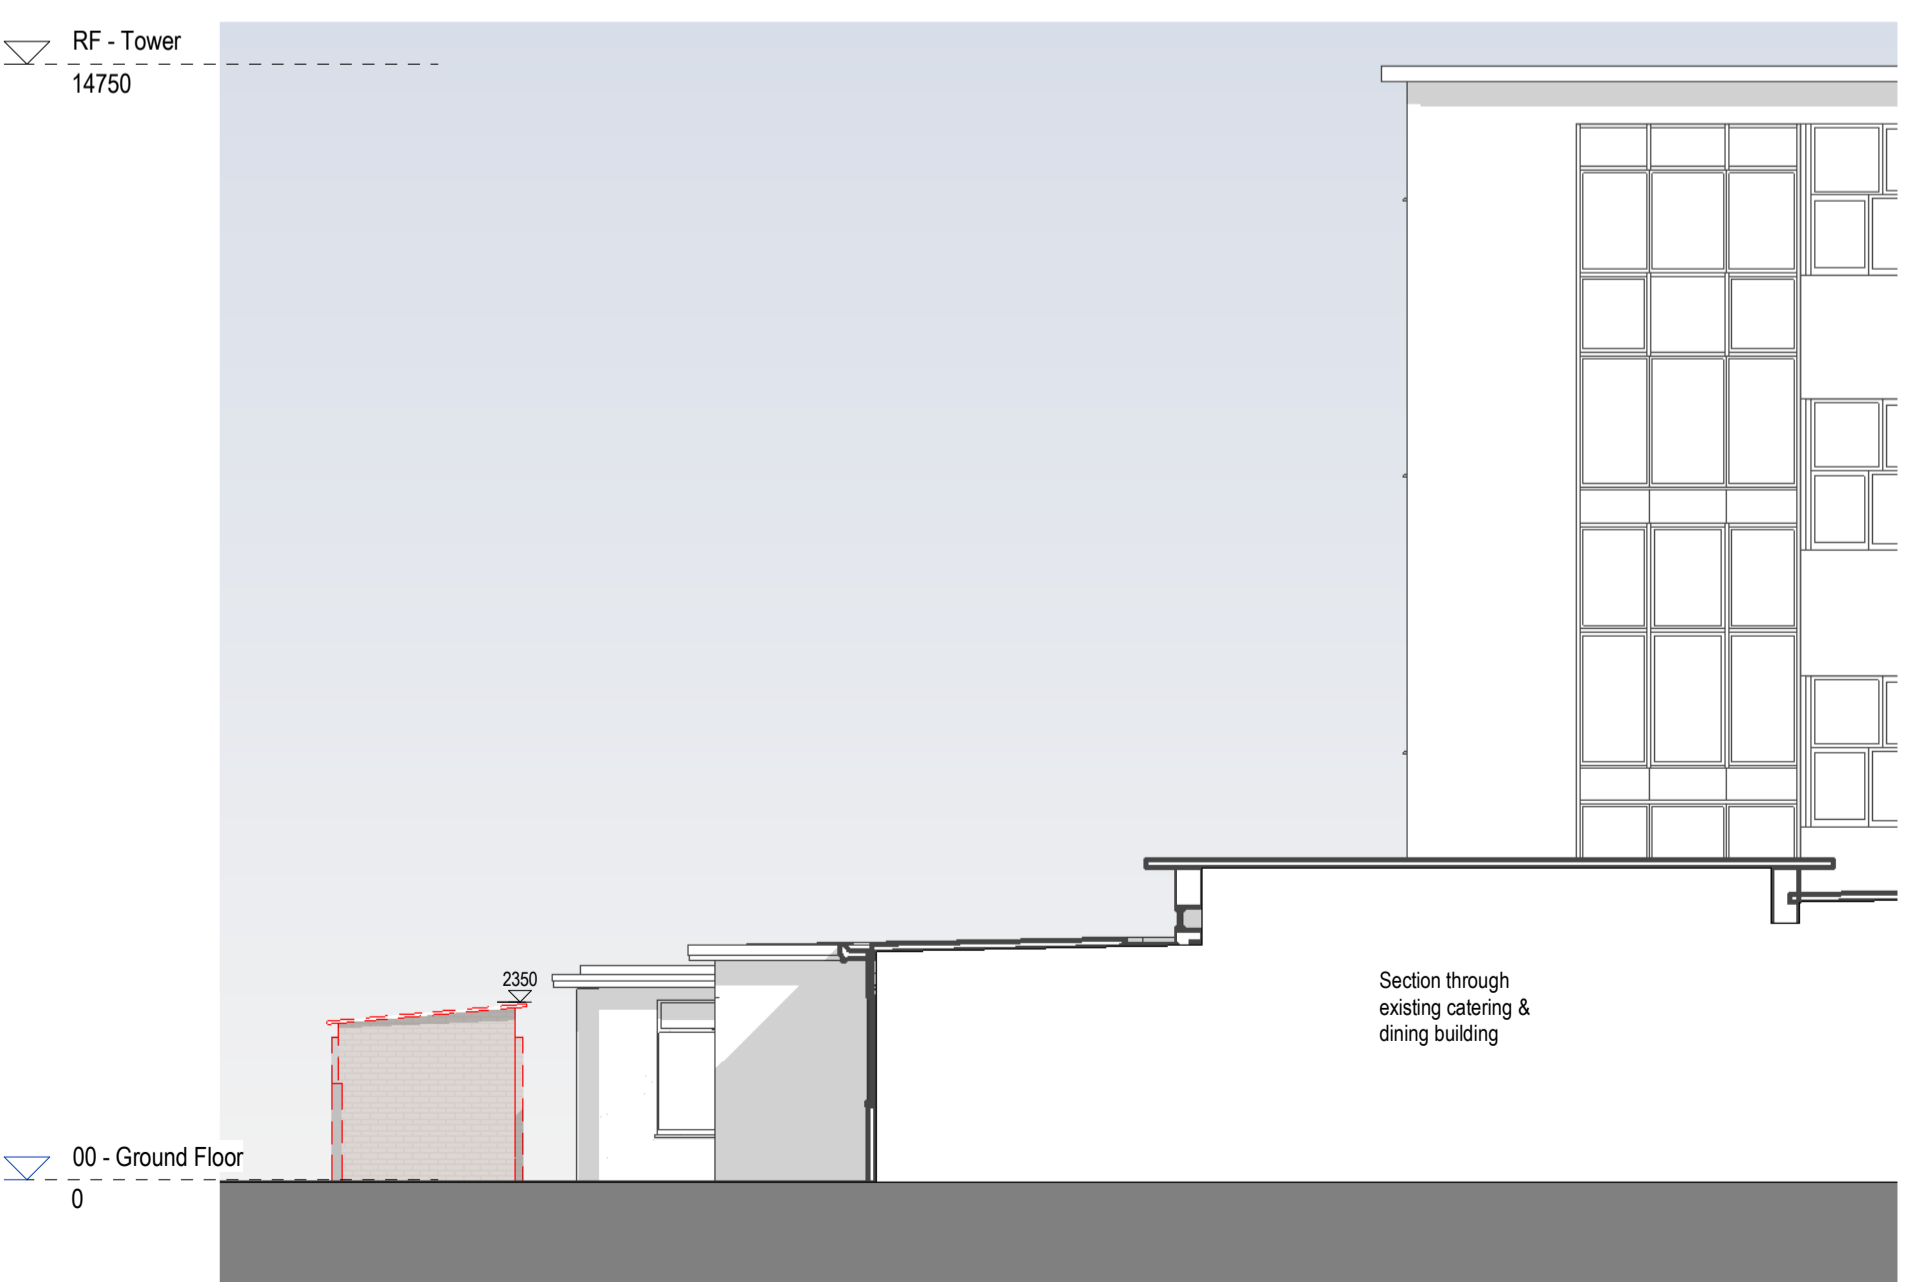 RF - Tower
14750
2350
Section through
existing catering &
dining building
00 - Ground Floor
0